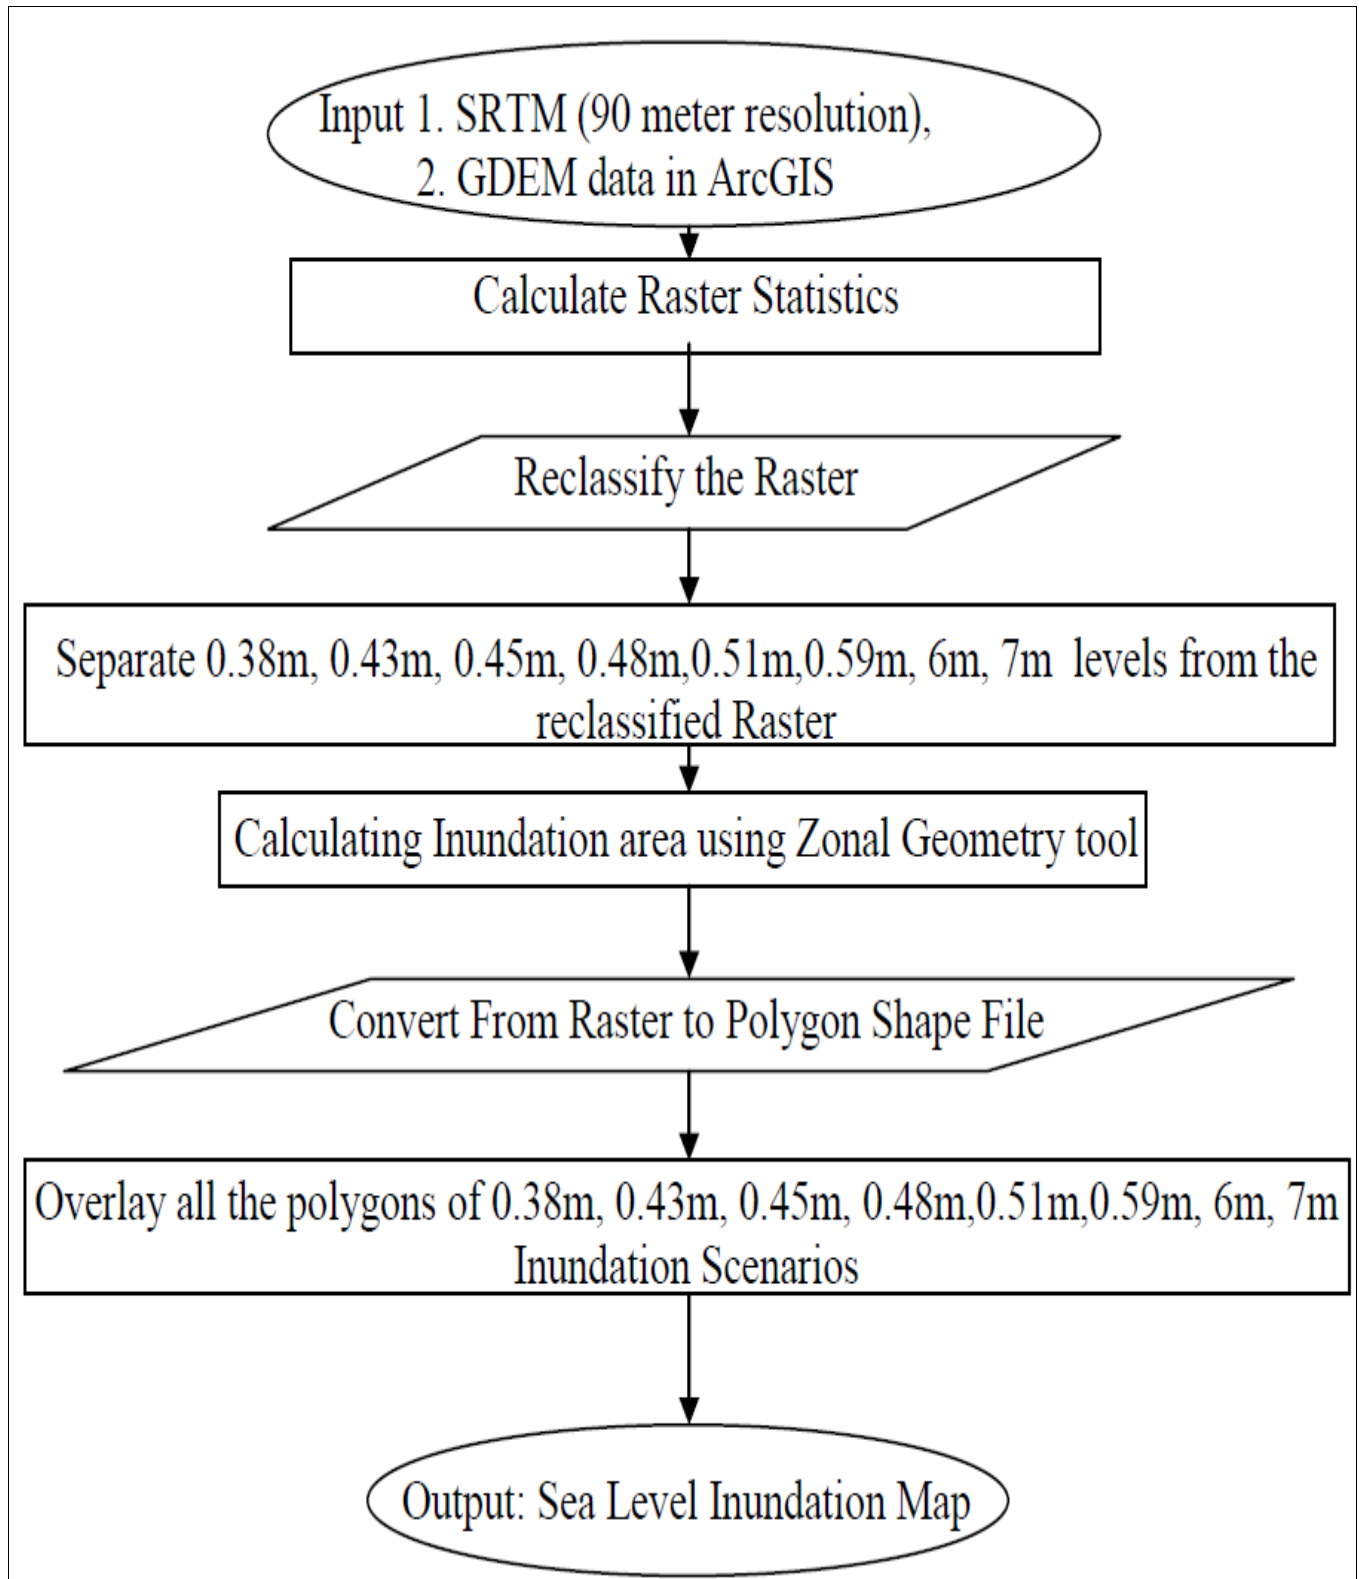 Input 1. SRTM (90 meter resolution),
2. GDEM data in ArcGIS
Calculate Raster Statistics
Reclassify the Raster
Separate 0.38m, 0.43m, 0.45m, 0.48m,0.51m,0.59m, 6m, 7m levels from the
reclassified Raster
Calculating Inundation area using Zonal Geometry tool
Convert From Raster to Polygon Shape File
Overlay all the polygons of 0.38m, 0.43m, 0.45m, 0.48m,0.51m,0.59m, 6m, 7m
Inundation Scenarios
Output: Sea Level Inundation Map